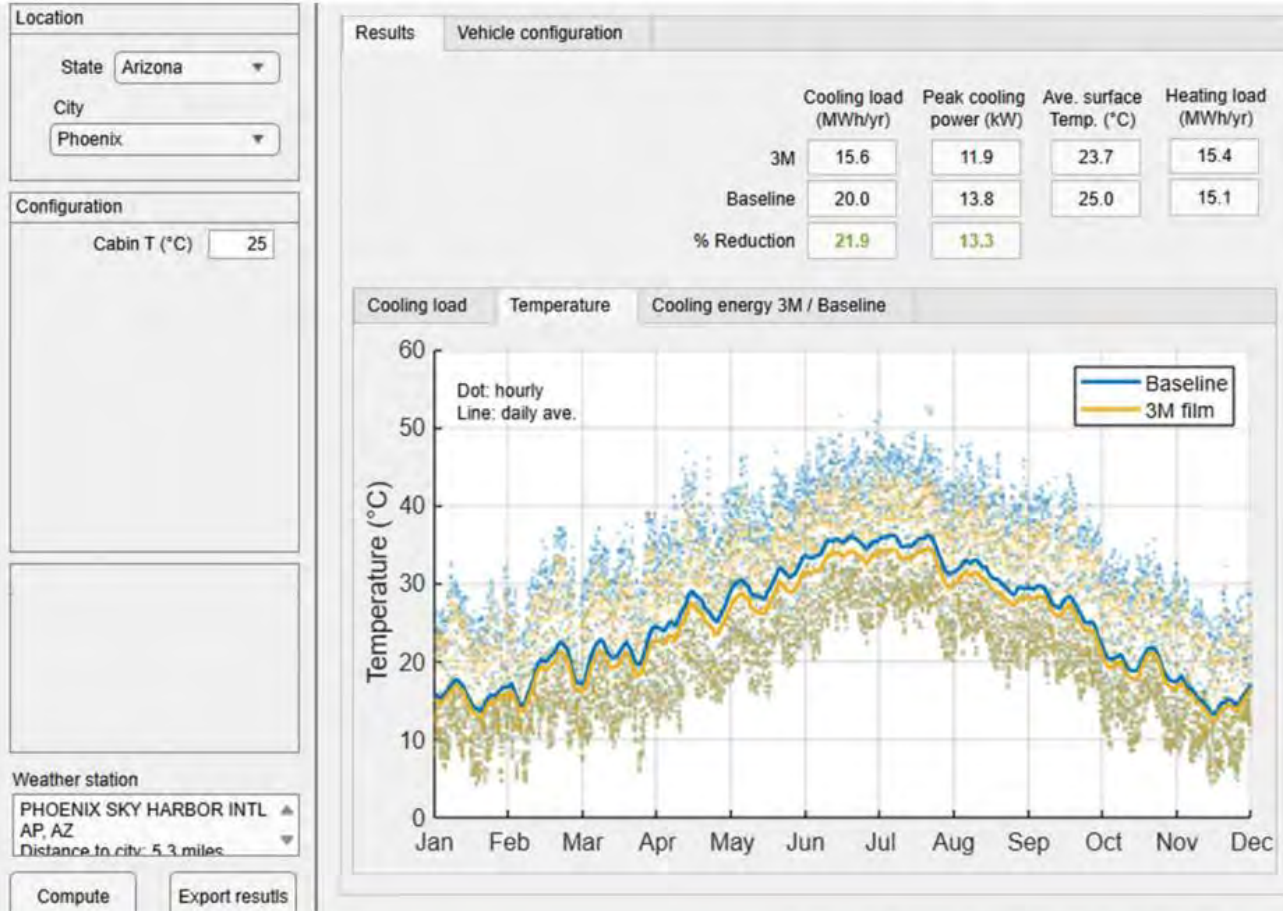 Location
State Arizona
City
Phoenix
Configuration
Cabin T (°C) 25
Weather station
PHOENIX SKY HARBOR INTL
AP, AZ
Distance to city: 5.3 miles
Compute Export resutls
Results Vehicle configuration
Cooling load Peak cooling Ave. surface Heating load
(MWh/yr) power (kW) Temp. (°C) (MWh/yr)
3M 15.6 11.9 23.7 15.4
Baseline 20.0 13.8 25.0 15.1
% Reduction 21.9 13.3
Cooling load Temperature Cooling energy 3M / Baseline
Temperature (°C)
60
50
40
30
20
10
0
Dot: hourly
Line: daily ave.
Baseline
3M film
Jan Feb Mar Apr May Jun Jul Aug Sep Oct Nov Dec